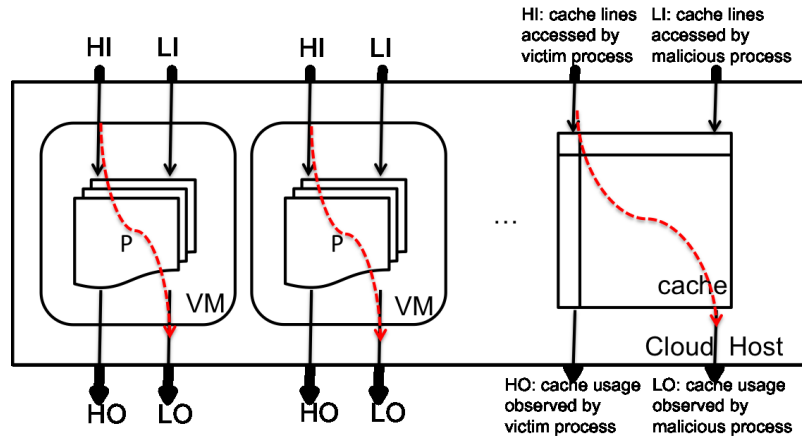 HI: cache lines
accessed by
victim process
LI: cache lines
accessed by
malicious process
HI
LI
HI
LI
P
VM
P
VM
...
cache
Cloud Host
HO
LO
HO
LO
HO: cache usage
observed by
victim process
LO: cache usage
observed by
malicious process